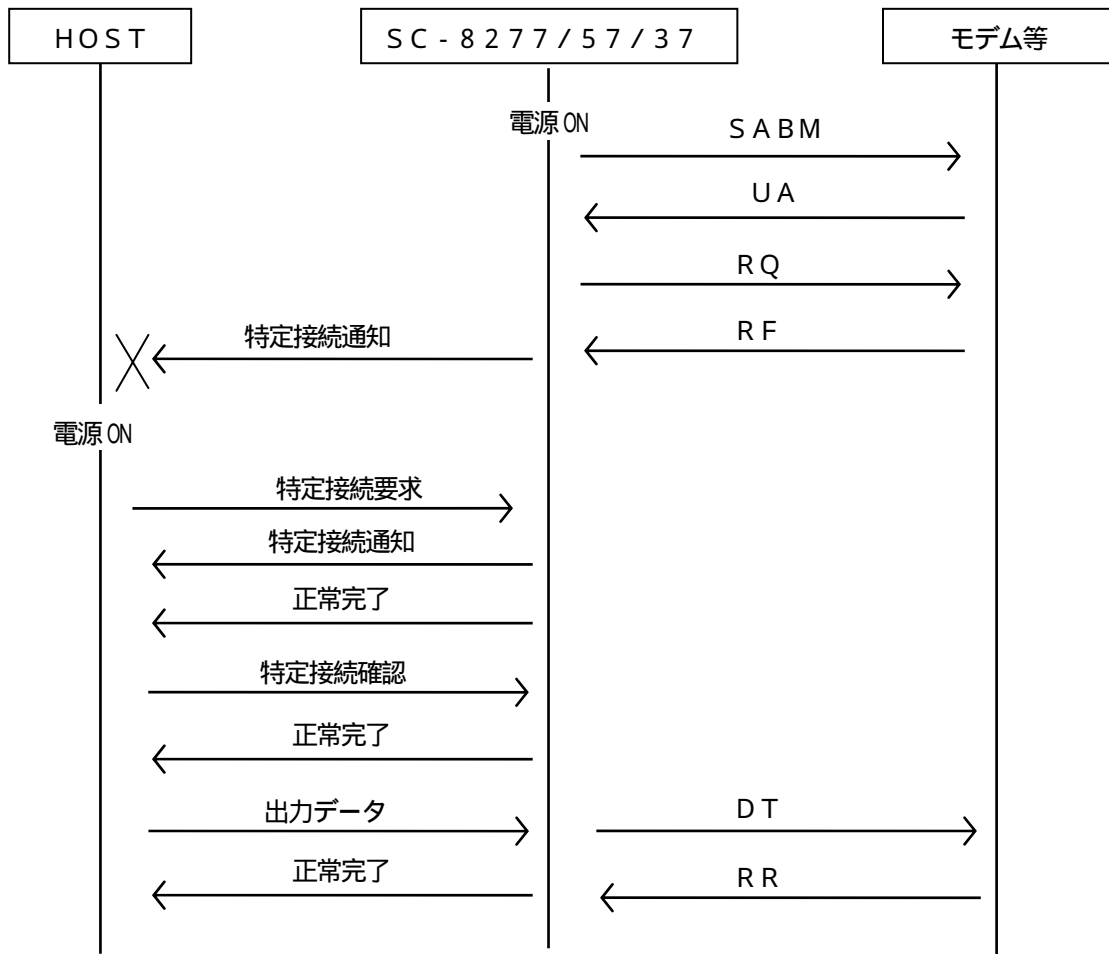 HOST
SC-8277/57/37
モデム等
電源ON
SABM
UA
RQ
RF
特定接続通知
電源ON
特定接続要求
特定接続通知
正常完了
特定接続確認
正常完了
出力データ
DT
正常完了
RR